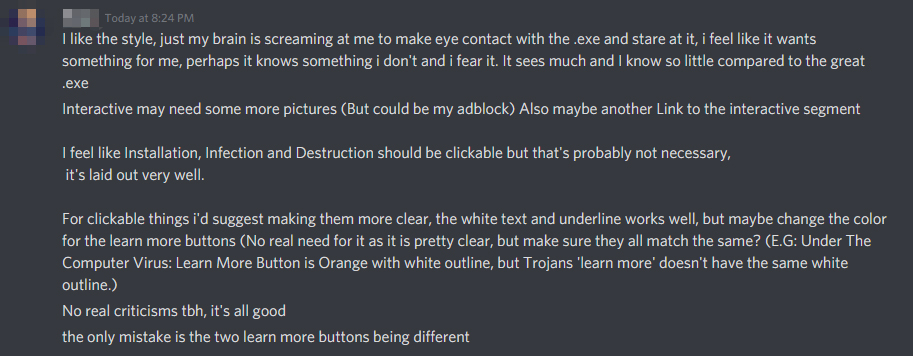 Today at 8:24 PM
I like the style, just my brain is screaming at me to make eye contact with the .exe and stare at it, i feel like it wants
something for me, perhaps it knows something i don't and i fear it. It sees much and I know so little compared to the great
.exe
Interactive may need some more pictures (But could be my adblock) Also maybe another Link to the interactive segment
I feel like Installation, Infection and Destruction should be clickable but that's probably not necessary,
it's laid out very well.
For clickable things i'd suggest making them more clear, the white text and underline works well, but maybe change the color
for the learn more buttons (No real need for it as it is pretty clear, but make sure they all match the same? (E.G: Under The
Computer Virus: Learn More Button is Orange with white outline, but Trojans 'learn more' doesn't have the same white
outline.)
No real criticisms tbh, it's all good
the only mistake is the two learn more buttons being different